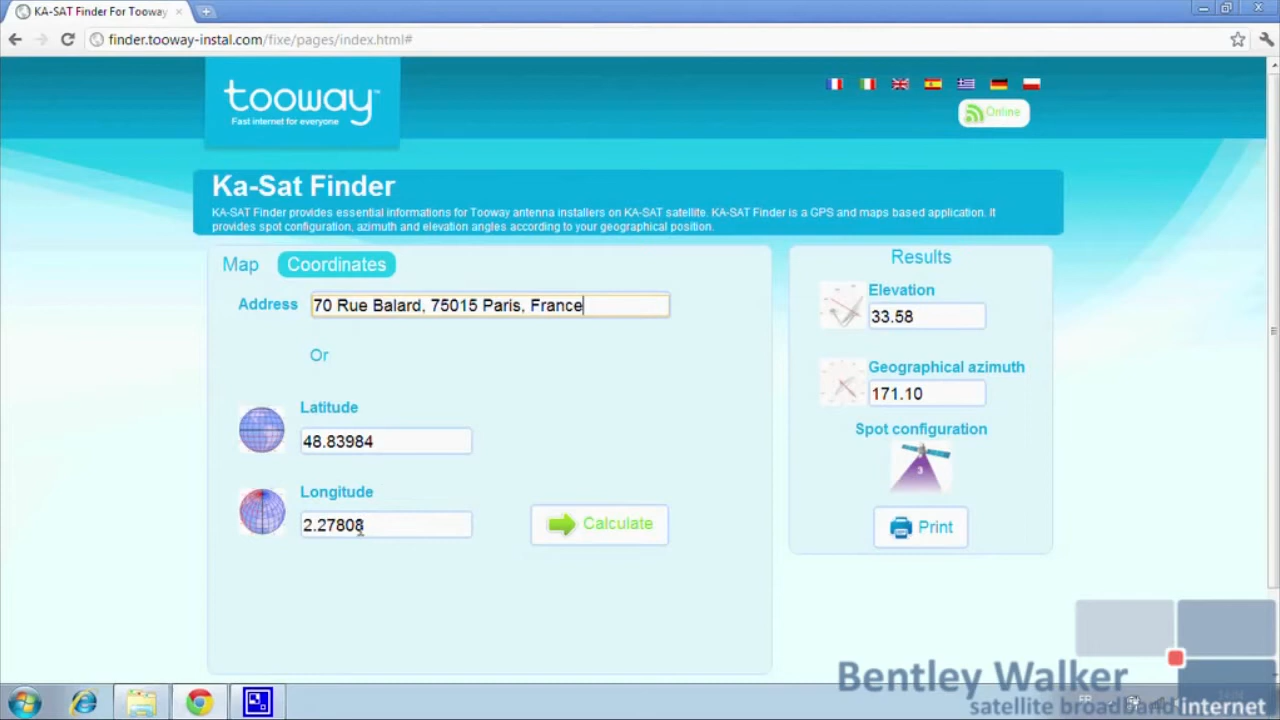 KA-SAT Finder For Tooway
finder.tooway-instal.com/fixe/pages/index.html#
tooway™
Fast internet for everyone
Online
Ka-Sat Finder
KA-SAT Finder provides essential informations for Tooway antenna installers on KA-SAT satellite. KA-SAT Finder is a GPS and maps based application. It
provides spot configuration, azimuth and elevation angles according to your geographical position.
Map Coordinates
Address 70 Rue Balard, 75015 Paris, France
Or
Latitude
48.83984
Longitude
2.27808
Calculate
Results
Elevation
33.58
Geographical azimuth
171.10
Spot configuration
3
Print
Bentley Walker
satellite broadband internet
FR